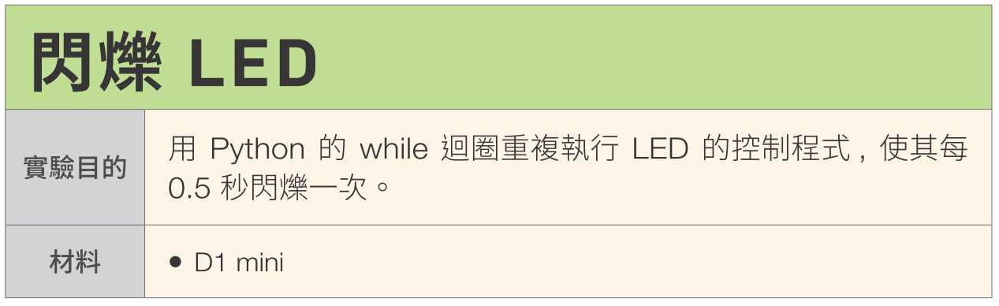 閃爍 LED
實驗目的
用 Python 的 while 迴圈重複執行 LED 的控制程式，使其每
0.5 秒閃爍一次。
材料
• D1 mini